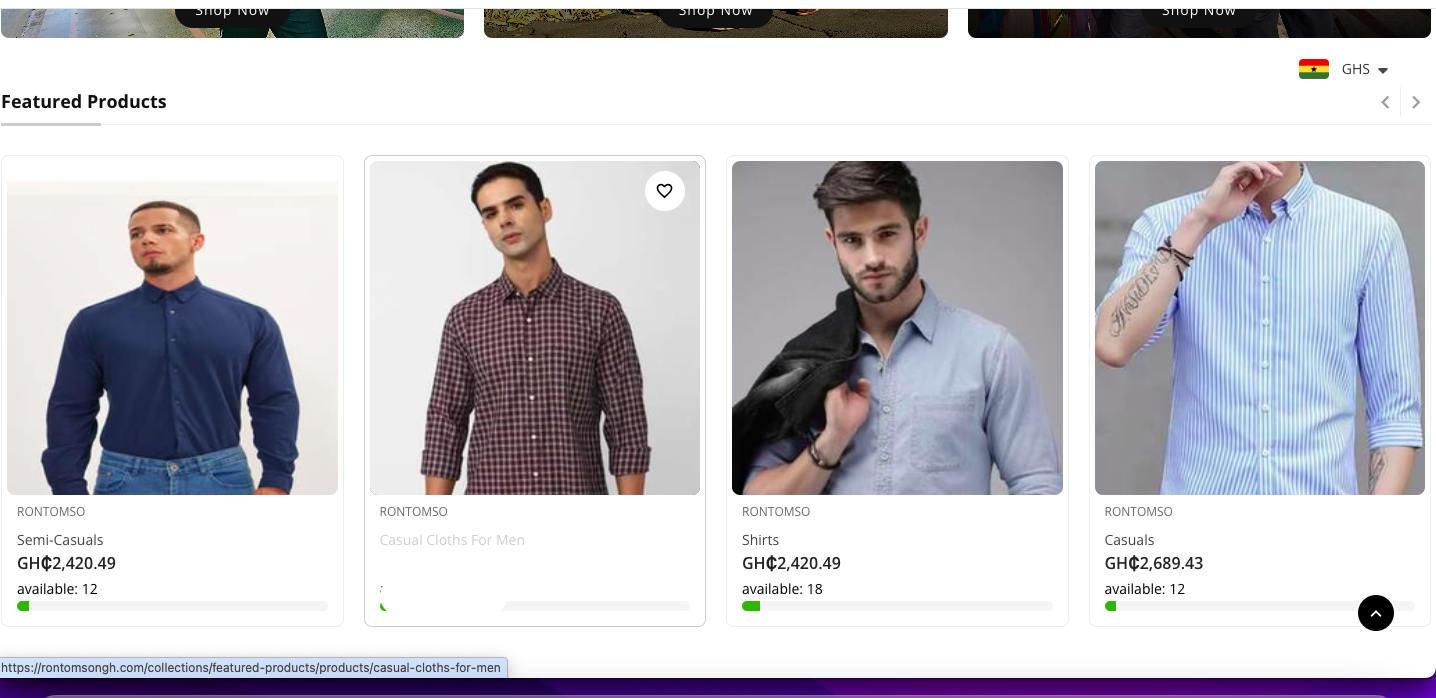 Shop Now
Shop Now
Shop Now
GHS
Featured Products
RONTOMSO
Semi-Casuals
GH₵2,420.49
available: 12
RONTOMSO
Casual Cloths For Men
RONTOMSO
Shirts
GH₵2,420.49
available: 18
RONTOMSO
Casuals
GH₵2,689.43
available: 12
https://rontomsongh.com/collections/featured-products/products/casual-cloths-for-men